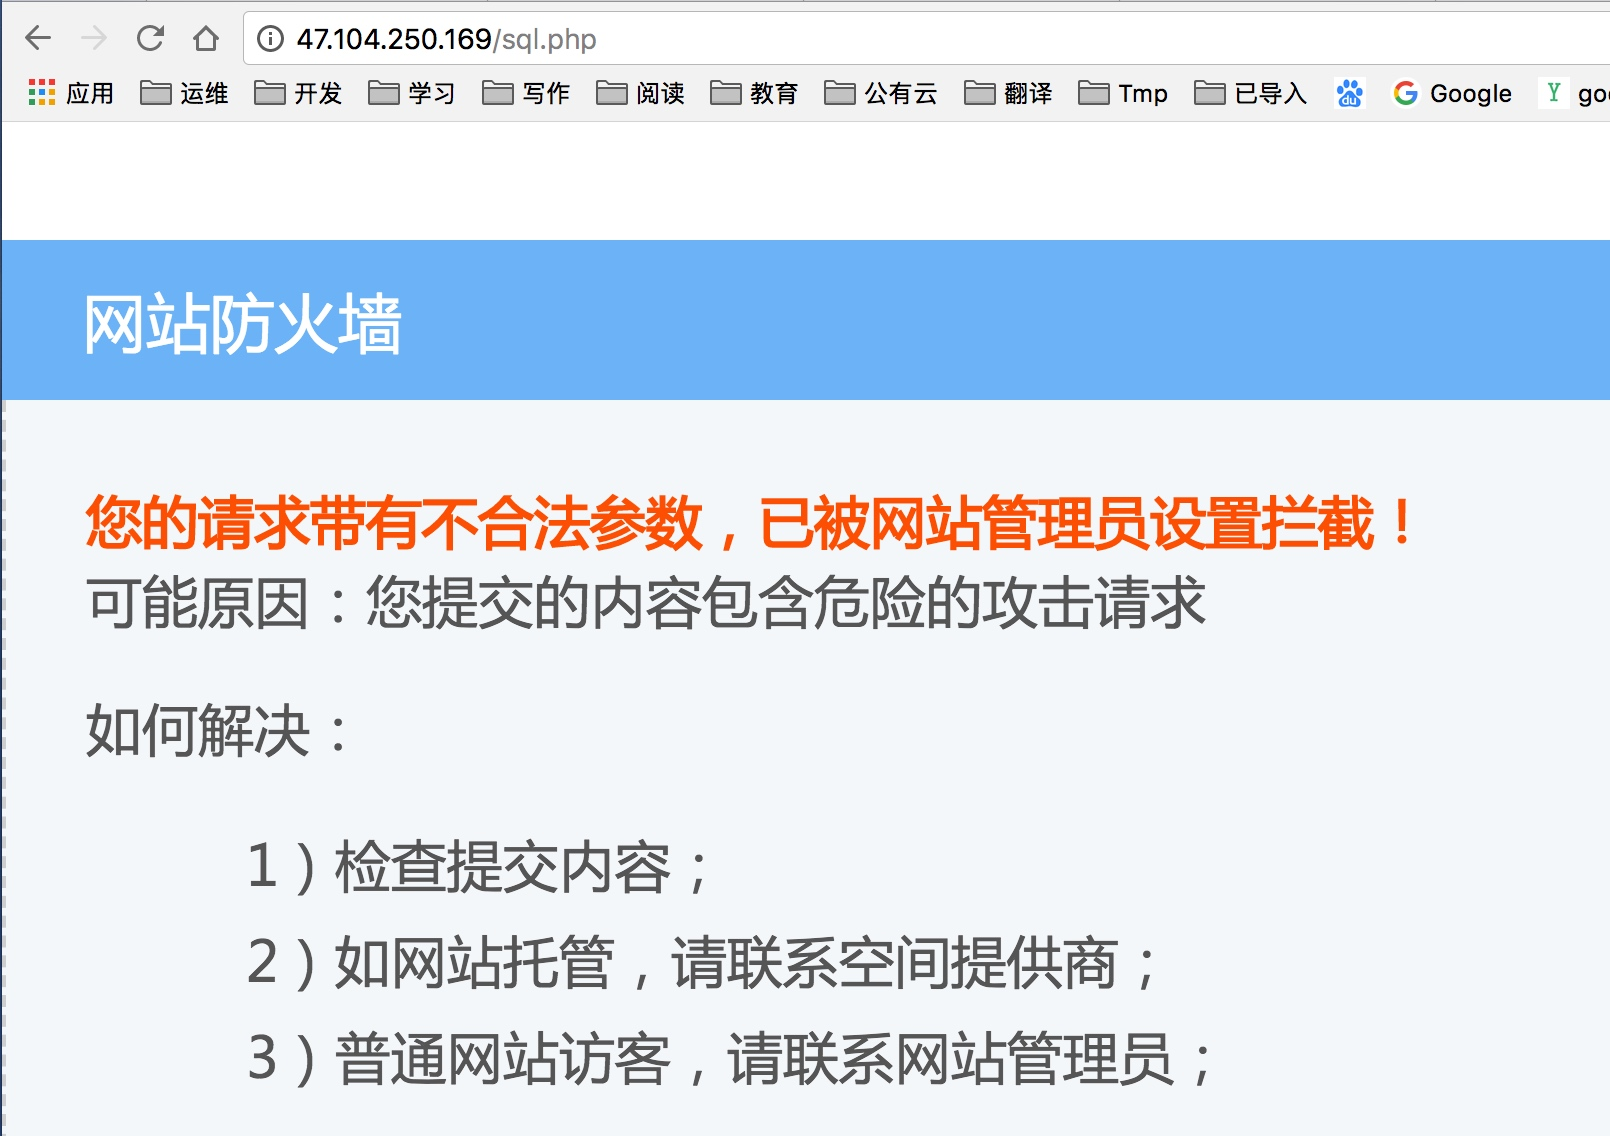 47.104.250.169/sql.php
应用 运维 开发 学习 写作 阅读 教育 公有云 翻译 Tmp 已导入 du Google Y
网站防火墙
您的请求带有不合法参数，已被网站管理员设置拦截！
可能原因：您提交的内容包含危险的攻击请求
如何解决：
1）检查提交内容；
2）如网站托管，请联系空间提供商；
3）普通网站访客，请联系网站管理员；